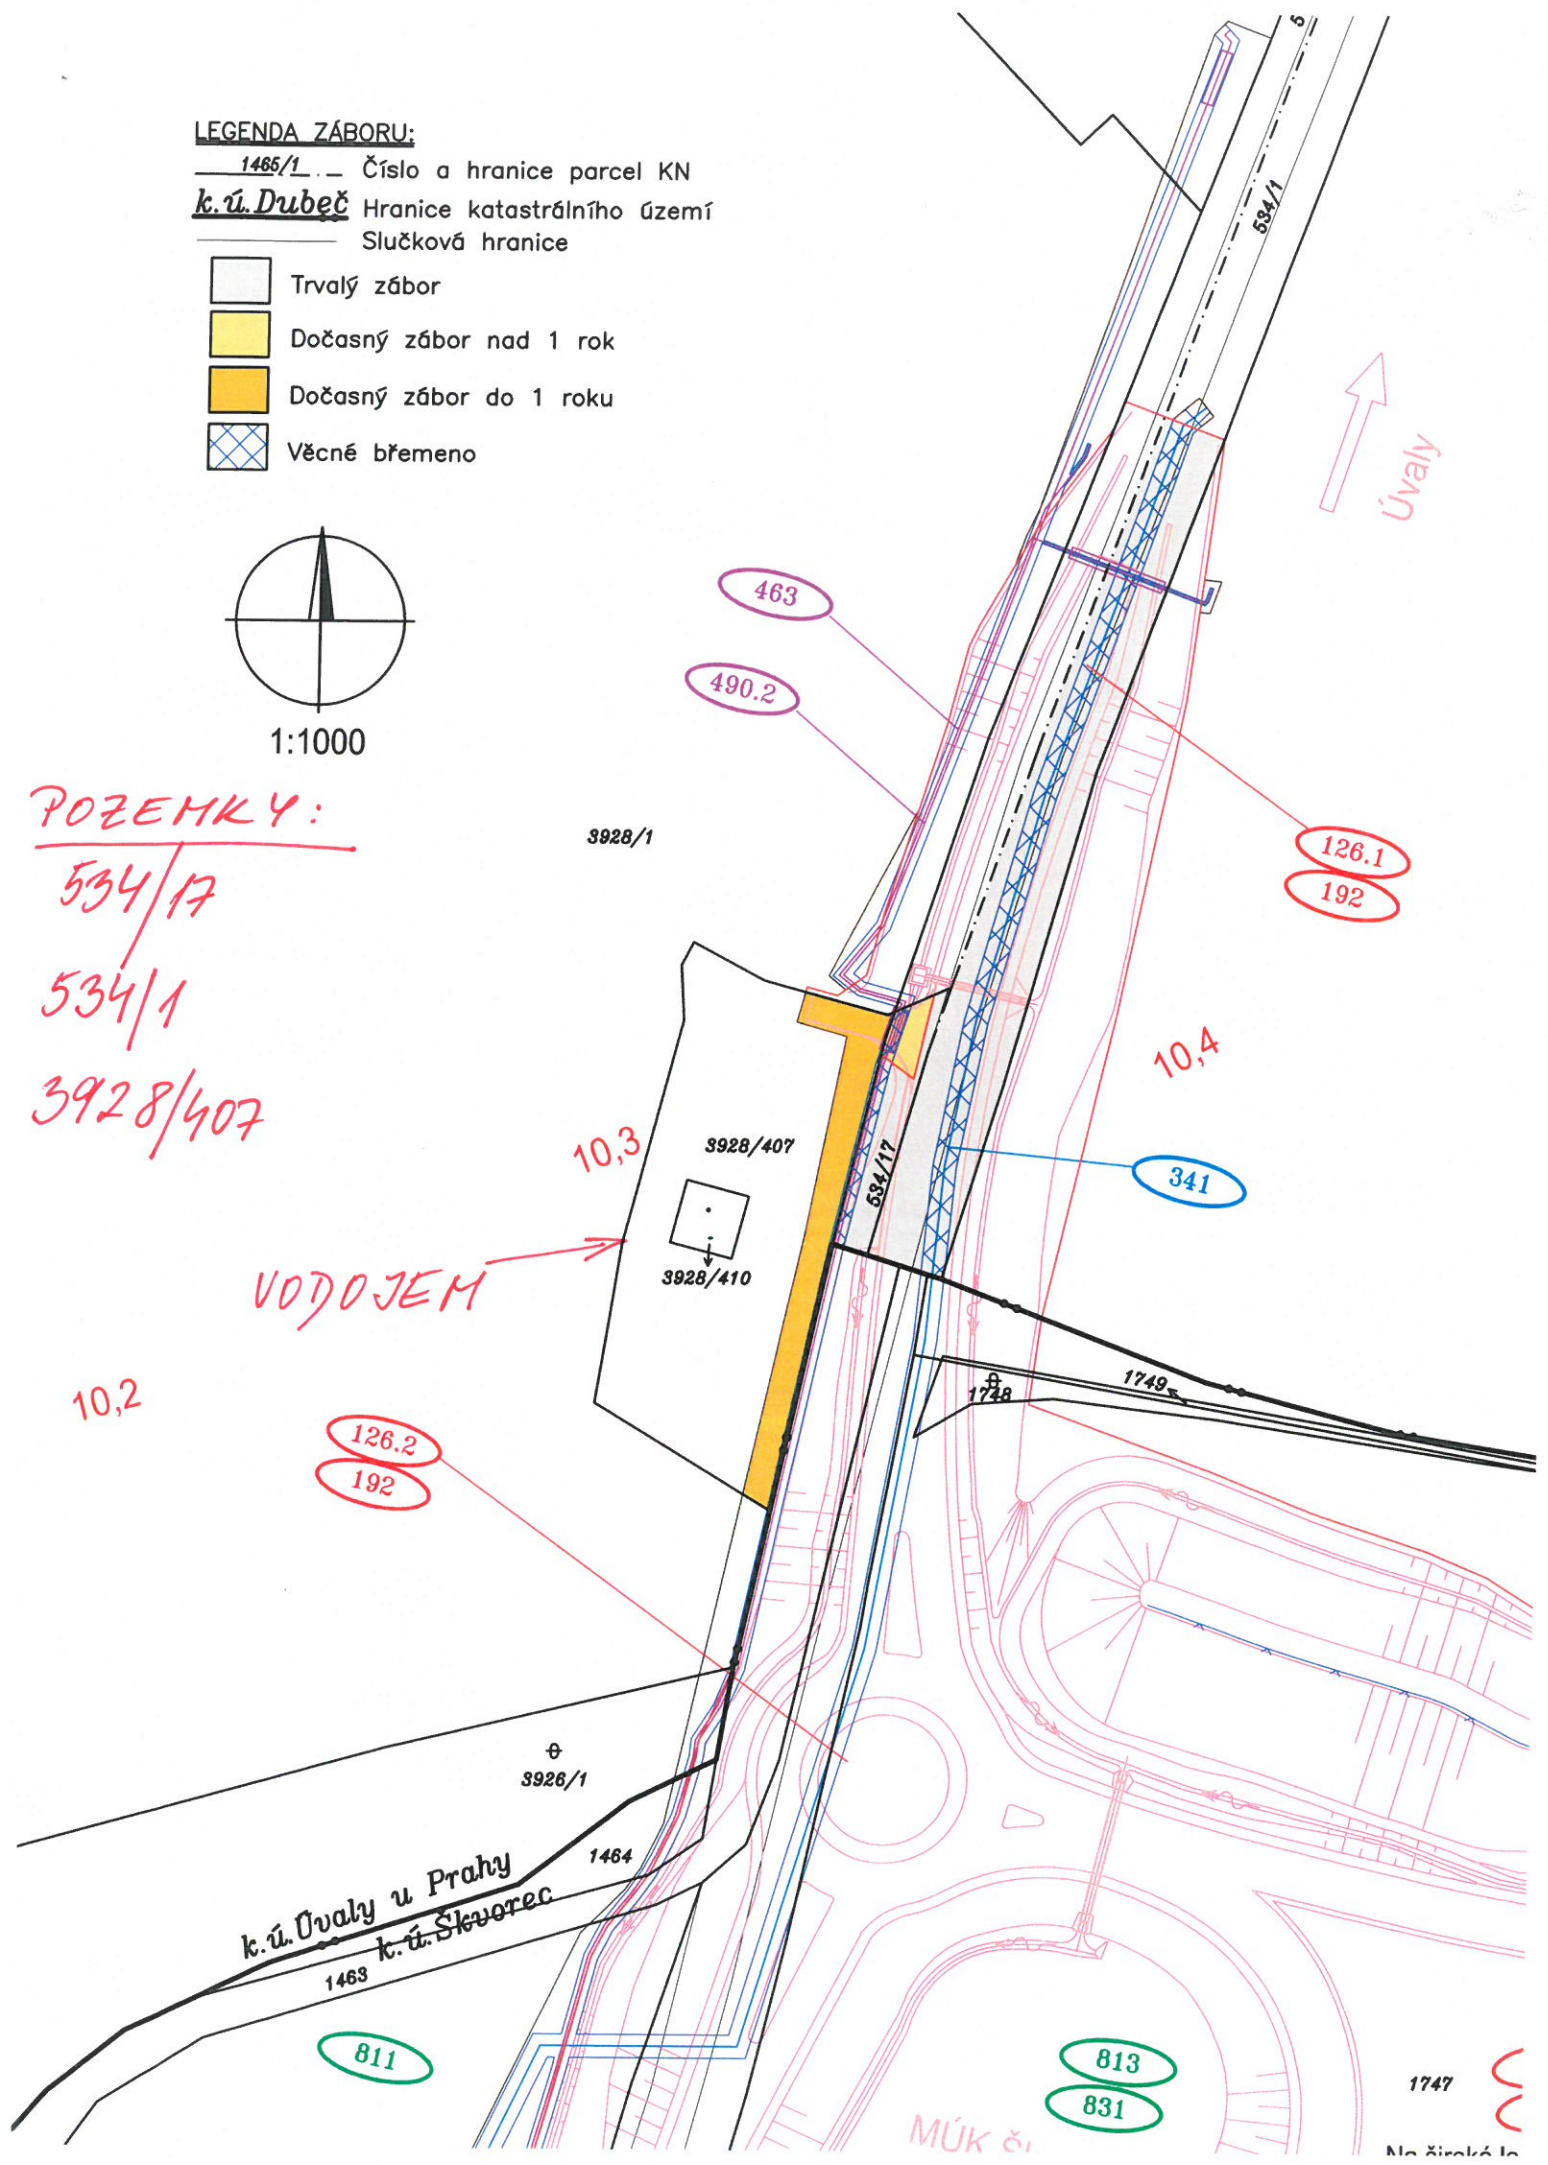 LEGENDA ZÁBORU:
1465/1 Číslo a hranice parcel KN
k.ú.Dubeč Hranice katastrálního území
Slučková hranice
Trvalý zábor
Dočasný zábor nad 1 rok
Dočasný zábor do 1 roku
Věcné břemeno
1:1000
POZEMKY:
534/17
534/1
3928/407
VODOJEM
5
534/1
Úvaly
463
490.2
3928/1
126.1
192
10,4
10,3
3928/407
534/17
341
3928/410
10,2
1749
1748
126.2
192
3926/1
1464
k.ú.Úvaly u Prahy
k.ú.Škvorec
1463
811
813
831
1747
MÚK